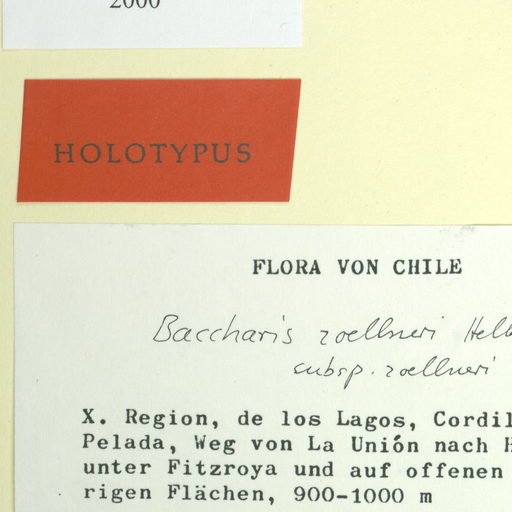 2000
HOLOTYPUS
FLORA VON CHILE
Baccharis zoellneri Hell
subsp. zoellneri
X. Region, de los Lagos, Cordil
Pelada, Weg von La Unión nach H
unter Fitzroya und auf offenen
rigen Flächen, 900-1000 m